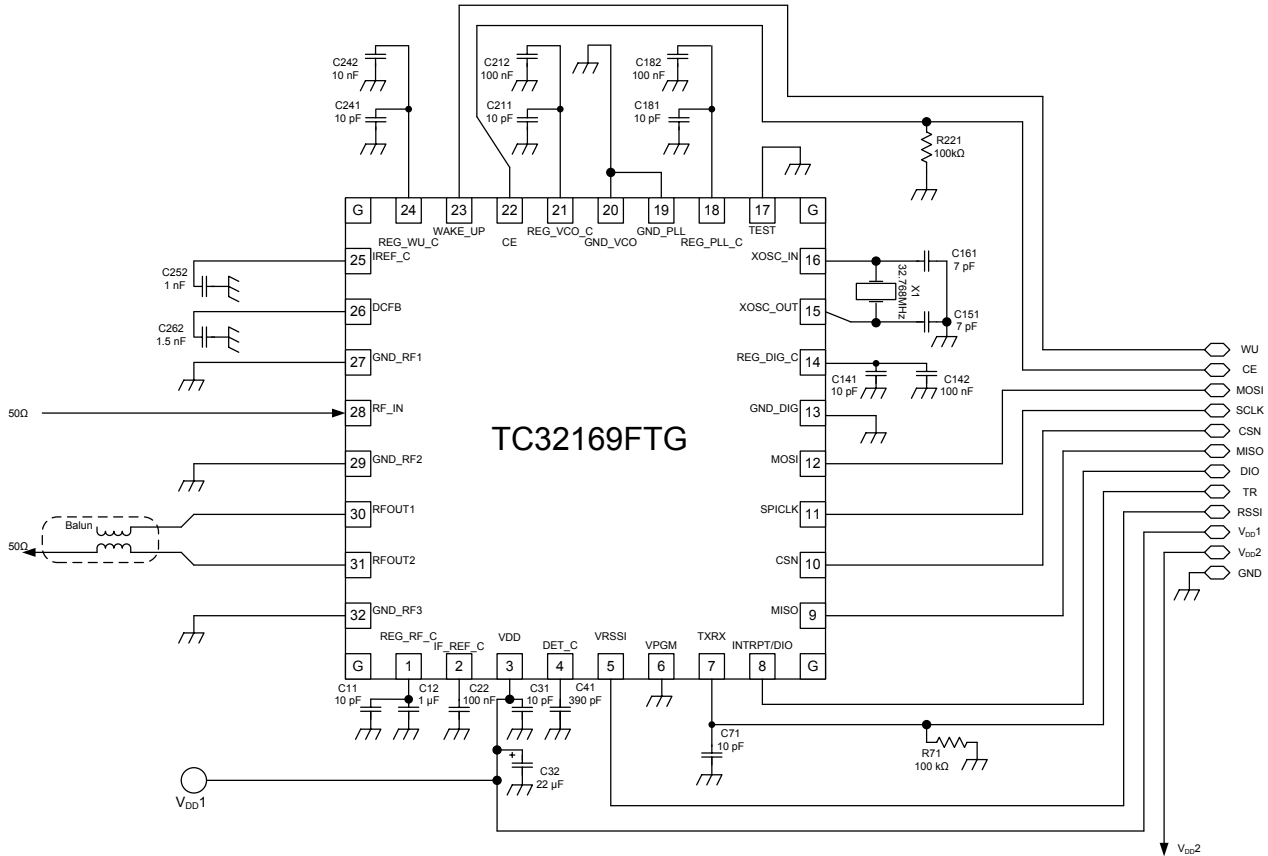 C242
10 nF
C241
10 pF
C212
100 nF
C211
10 pF
C182
100 nF
C181
10 pF
R221
100kΩ
G
24
23
22
21
20
19
18
17
G
REG_WU_C
WAKE_UP
CE
REG_VCO_C
GND_VCO
GND_PLL
REG_PLL_C
TEST
25
IREF_C
C252
1 nF
26
DCFB
C262
1.5 nF
27
GND_RF1
50Ω
28
RF_IN
29
GND_RF2
Balun
50Ω
30
RFOUT1
31
RFOUT2
32
GND_RF3
TC32169FTG
XOSC_IN
16
C161
7 pF
X1
32.768MHz
XOSC_OUT
15
C151
7 pF
REG_DIG_C
14
C141
10 pF
C142
100 nF
GND_DIG
13
MOSI
12
SPICLK
11
CSN
10
MISO
9
WU
CE
MOSI
SCLK
CSN
MISO
DIO
TR
RSSI
VDD1
VDD2
GND
REG_RF_C
IF_REF_C
VDD
DET_C
VRSSI
VPGM
TXRX
INTRPT/DIO
G
1
2
3
4
5
6
7
8
G
C11
10 pF
C12
1 µF
C22
100 nF
C31
10 pF
C41
390 pF
C71
10 pF
R71
100 kΩ
C32
22 µF
+
VDD1
VDD2